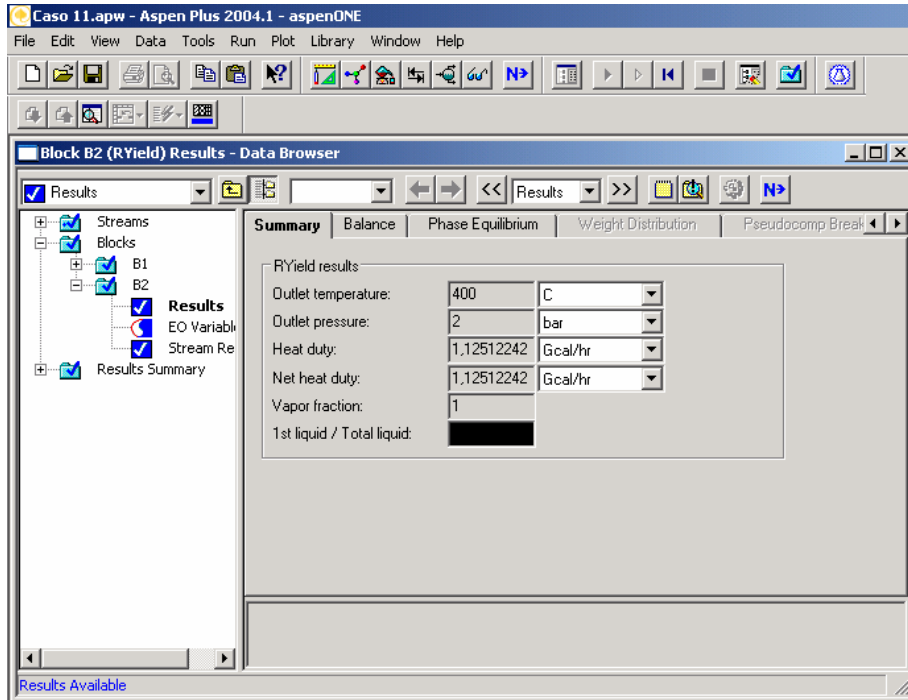 Caso 11.apw - Aspen Plus 2004.1 - aspenONE
File Edit View Data Tools Run Plot Library Window Help
N
Block B2 (RYield) Results - Data Browser
Results Results N
Streams
Blocks
B1
B2
Results
EO Variabl
Stream Re
Results Summary
Summary Balance Phase Equilibrium Weight Distribution Pseudocomp Break
RYield results
Outlet temperature: 400 C
Outlet pressure: 2 bar
Heat duty: 1,12512242 Gcal/hr
Net heat duty: 1,12512242 Gcal/hr
Vapor fraction: 1
1st liquid / Total liquid:
Results Available